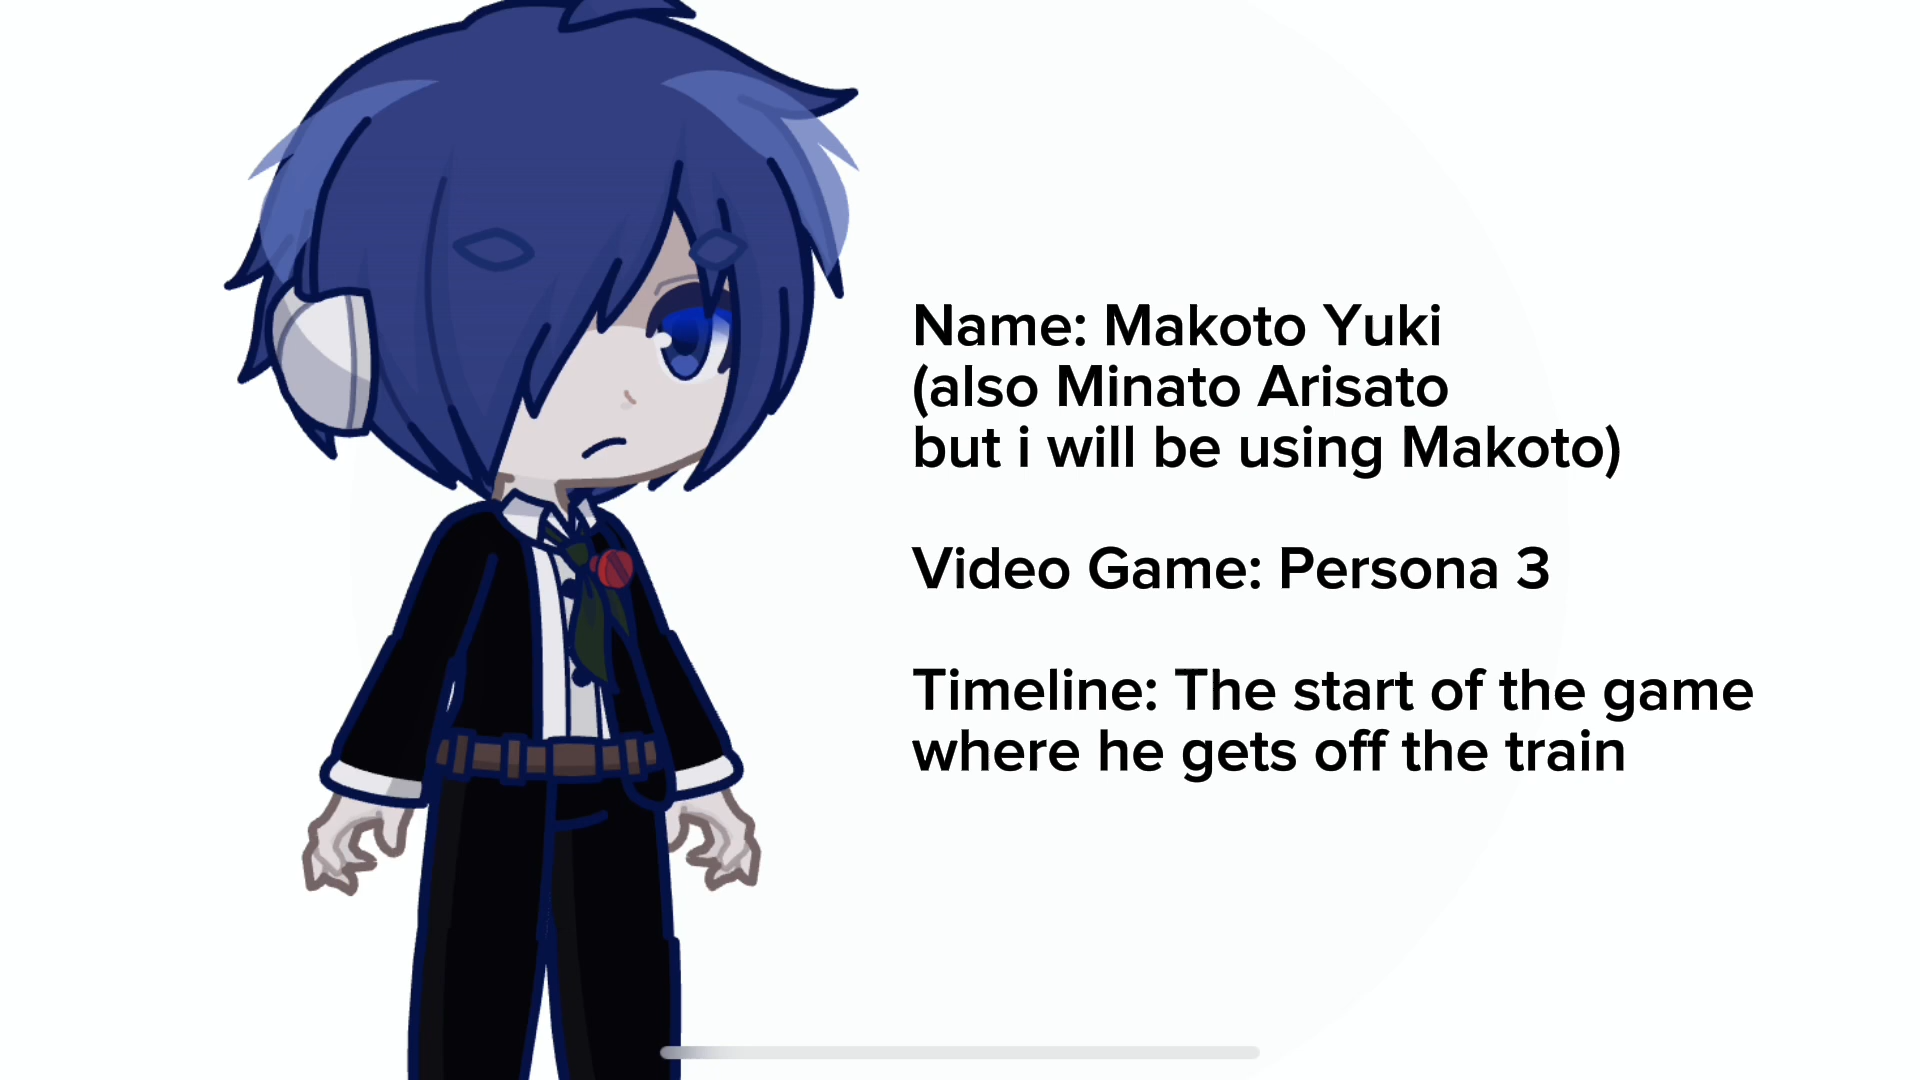 Name: Makoto Yuki
(also Minato Arisato
but i will be using Makoto)
Video Game: Persona 3
Timeline: The start of the game
where he gets off the train